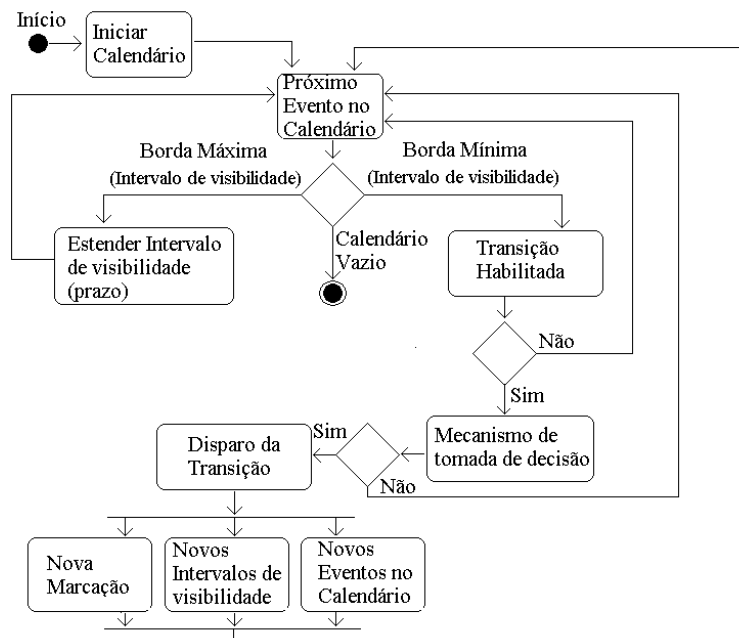 Início
Iniciar
Calendário
Próximo
Evento no
Calendário
Borda Máxima
(Intervalo de visibilidade)
Borda Mínima
(Intervalo de visibilidade)
Estender Intervalo
de visibilidade
(prazo)
Calendário
Vazio
Transição
Habilitada
Não
Sim
Mecanismo de
tomada de decisão
Sim
Não
Disparo da
Transição
Nova
Marcação
Novos
Intervalos de
visibilidade
Novos
Eventos no
Calendário